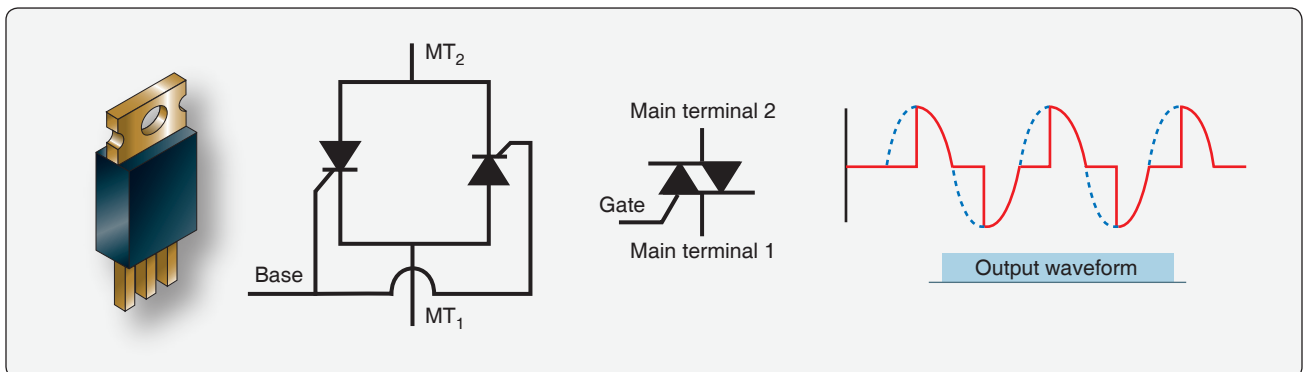 MT₂
Base
MT₁
Main terminal 2
Gate
Main terminal 1
Output waveform